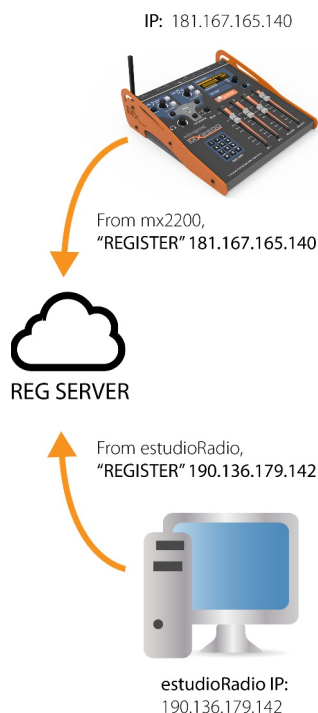 IP: 181.167.165.140
MX2200
From mx2200,
“REGISTER” 181.167.165.140
REG SERVER
From estudioRadio,
“REGISTER” 190.136.179.142
estudioRadio IP:
190.136.179.142